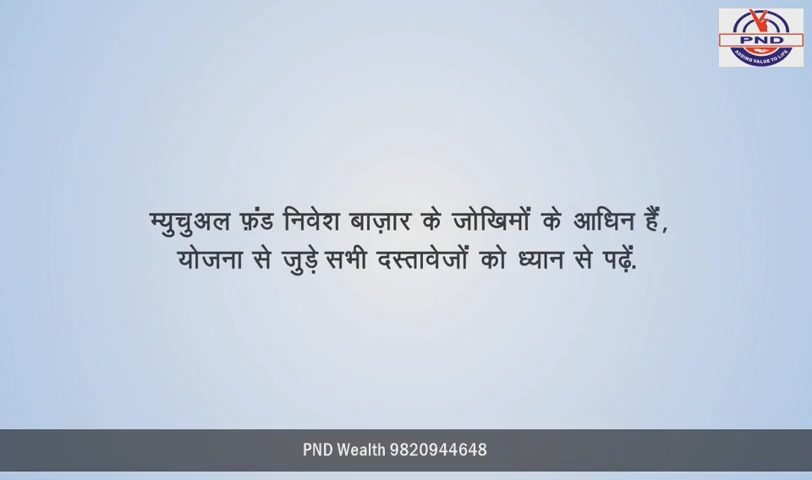 PND
ADDING VALUE TO LIFE
म्युचुअल फ़ंड निवेश बाज़ार के जोखिमों के आधिन हैं,
योजना से जुड़े सभी दस्तावेजों को ध्यान से पढ़ें.
PND Wealth 9820944648